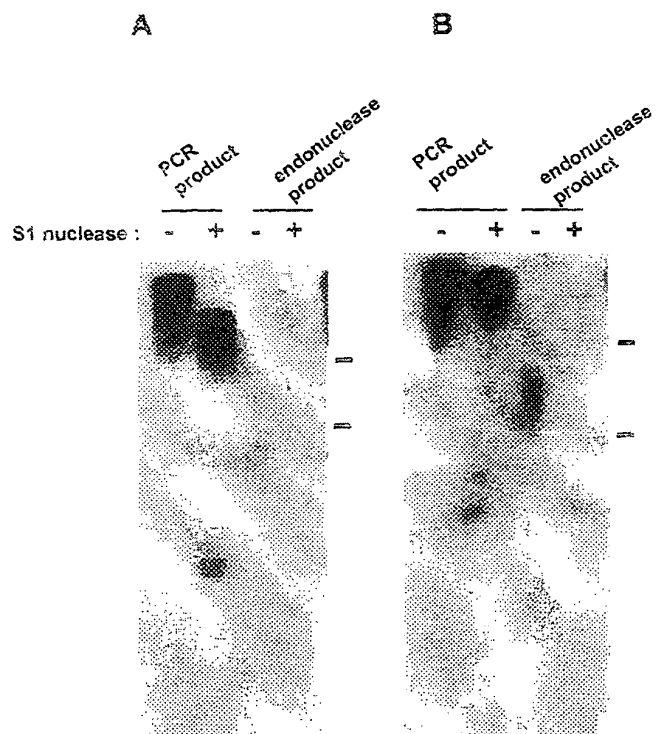 A
B
PCR
product
endonuclease
product
PCR
product
endonuclease
product
S1 nuclease : - + - + - + - +